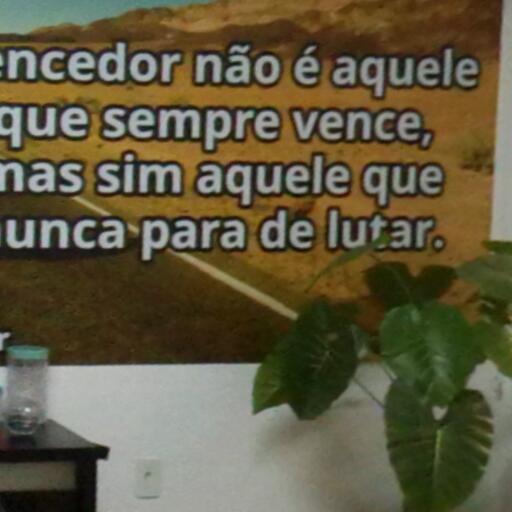 encedor não é aquele
que sempre vence,
mas sim aquele que
nunca para de lutar.
r